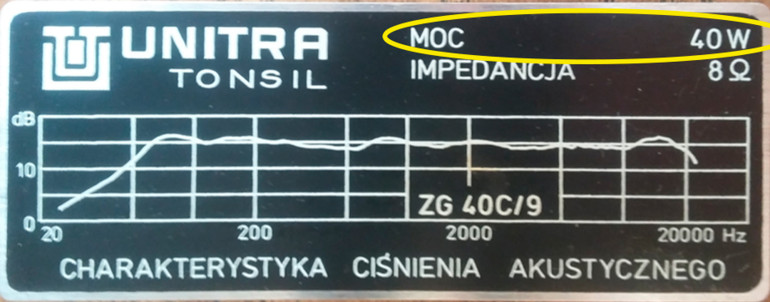 UNITRA
TONSIL
MOC 40 W
IMPEDANCJA 8 Ω
dB
10
0
ZG 40C/9
20 200 2000 20000 Hz
CHARAKTERYSTYKA CIŚNIENIA AKUSTYCZNEGO